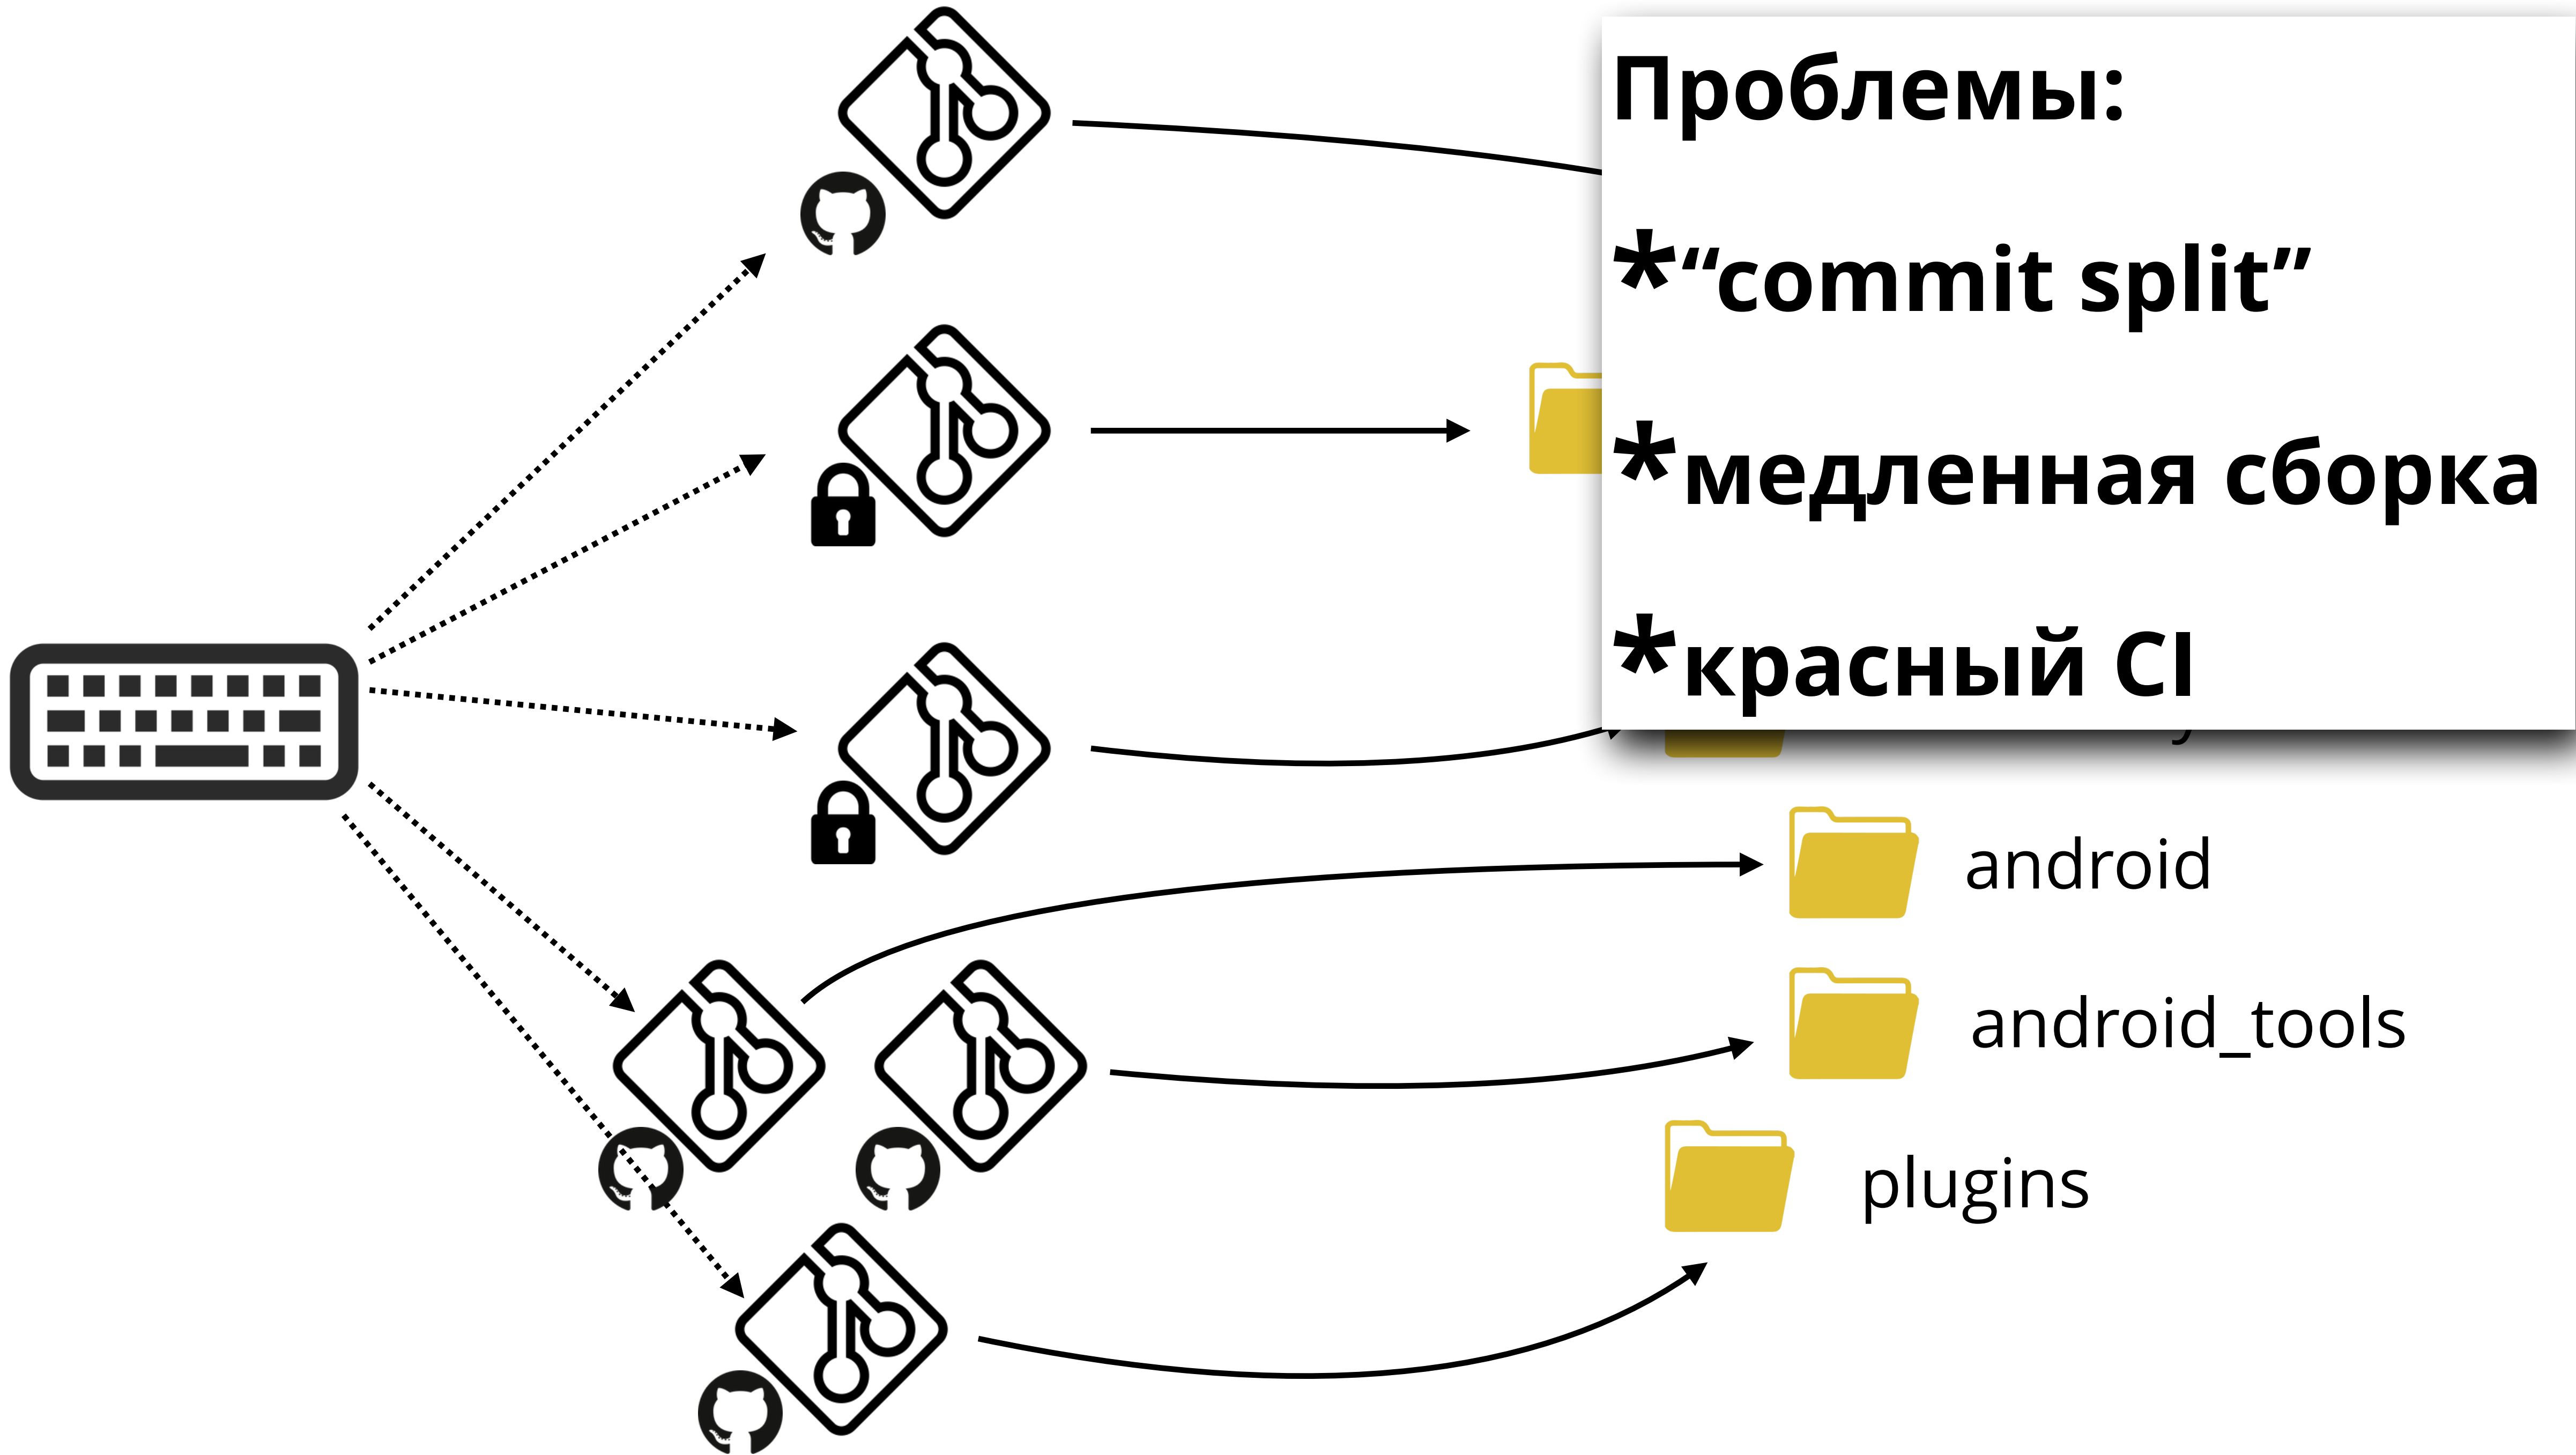 Проблемы:
*“commit split”
*медленная сборка
*красный CI
android
android_tools
plugins